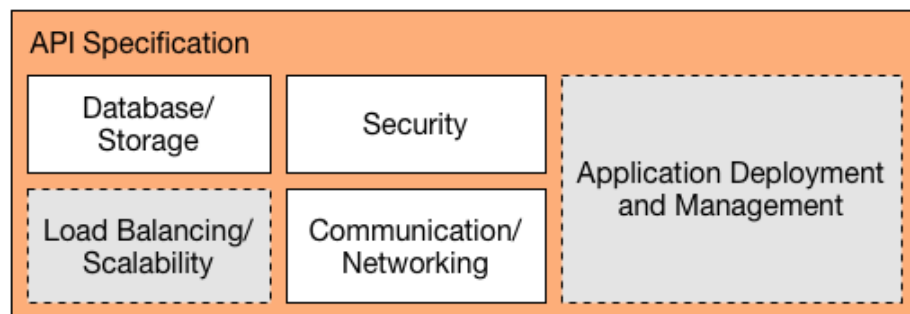 API Specification
Database/
Storage
Security
Application Deployment
and Management
Load Balancing/
Scalability
Communication/
Networking